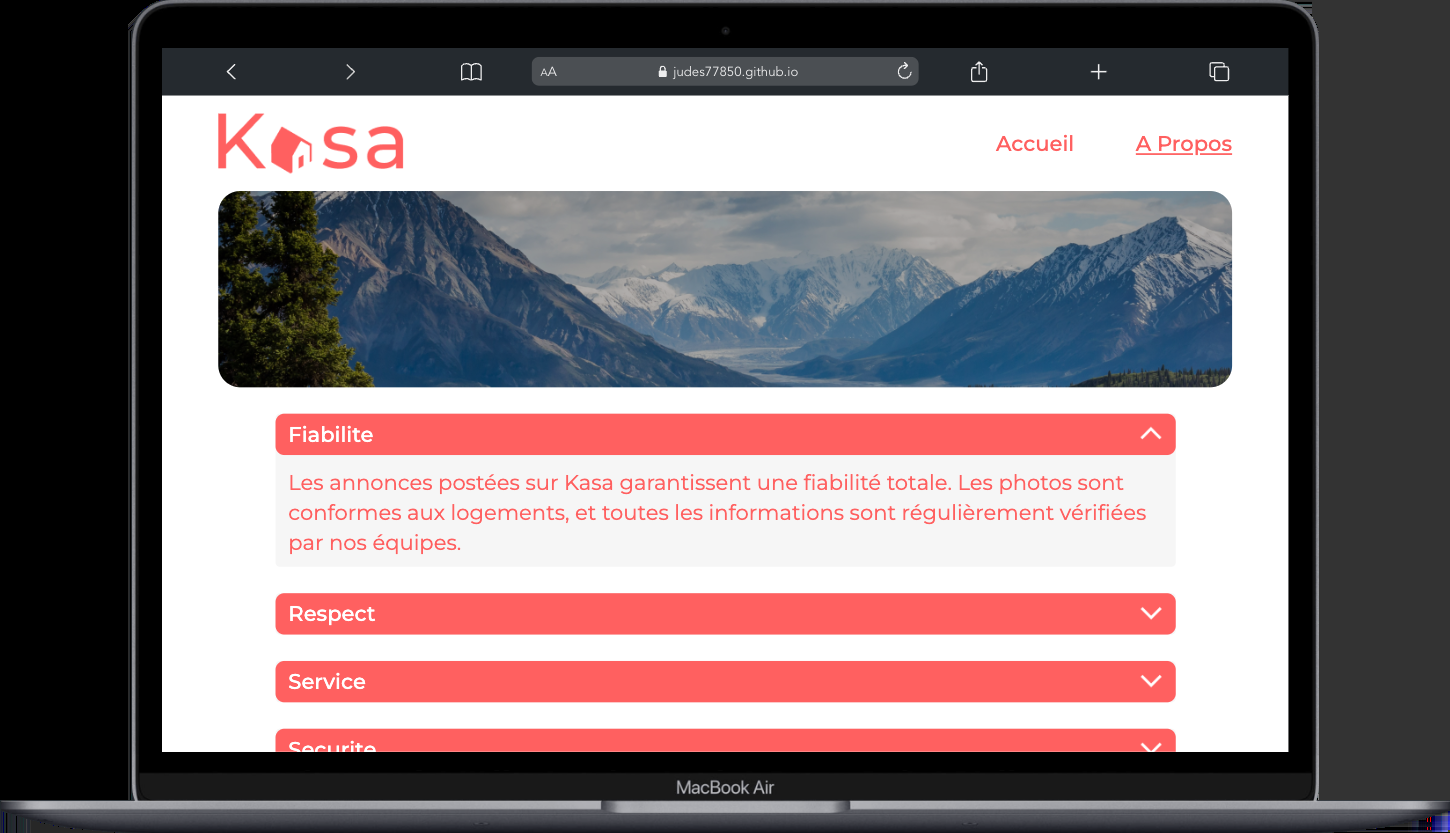 AA
judes77850.github.io
Kasa
Accueil
A Propos
Fiabilite
Les annonces postées sur Kasa garantissent une fiabilité totale. Les photos sont
conformes aux logements, et toutes les informations sont régulièrement vérifiées
par nos équipes.
Respect
Service
Securite
MacBook Air